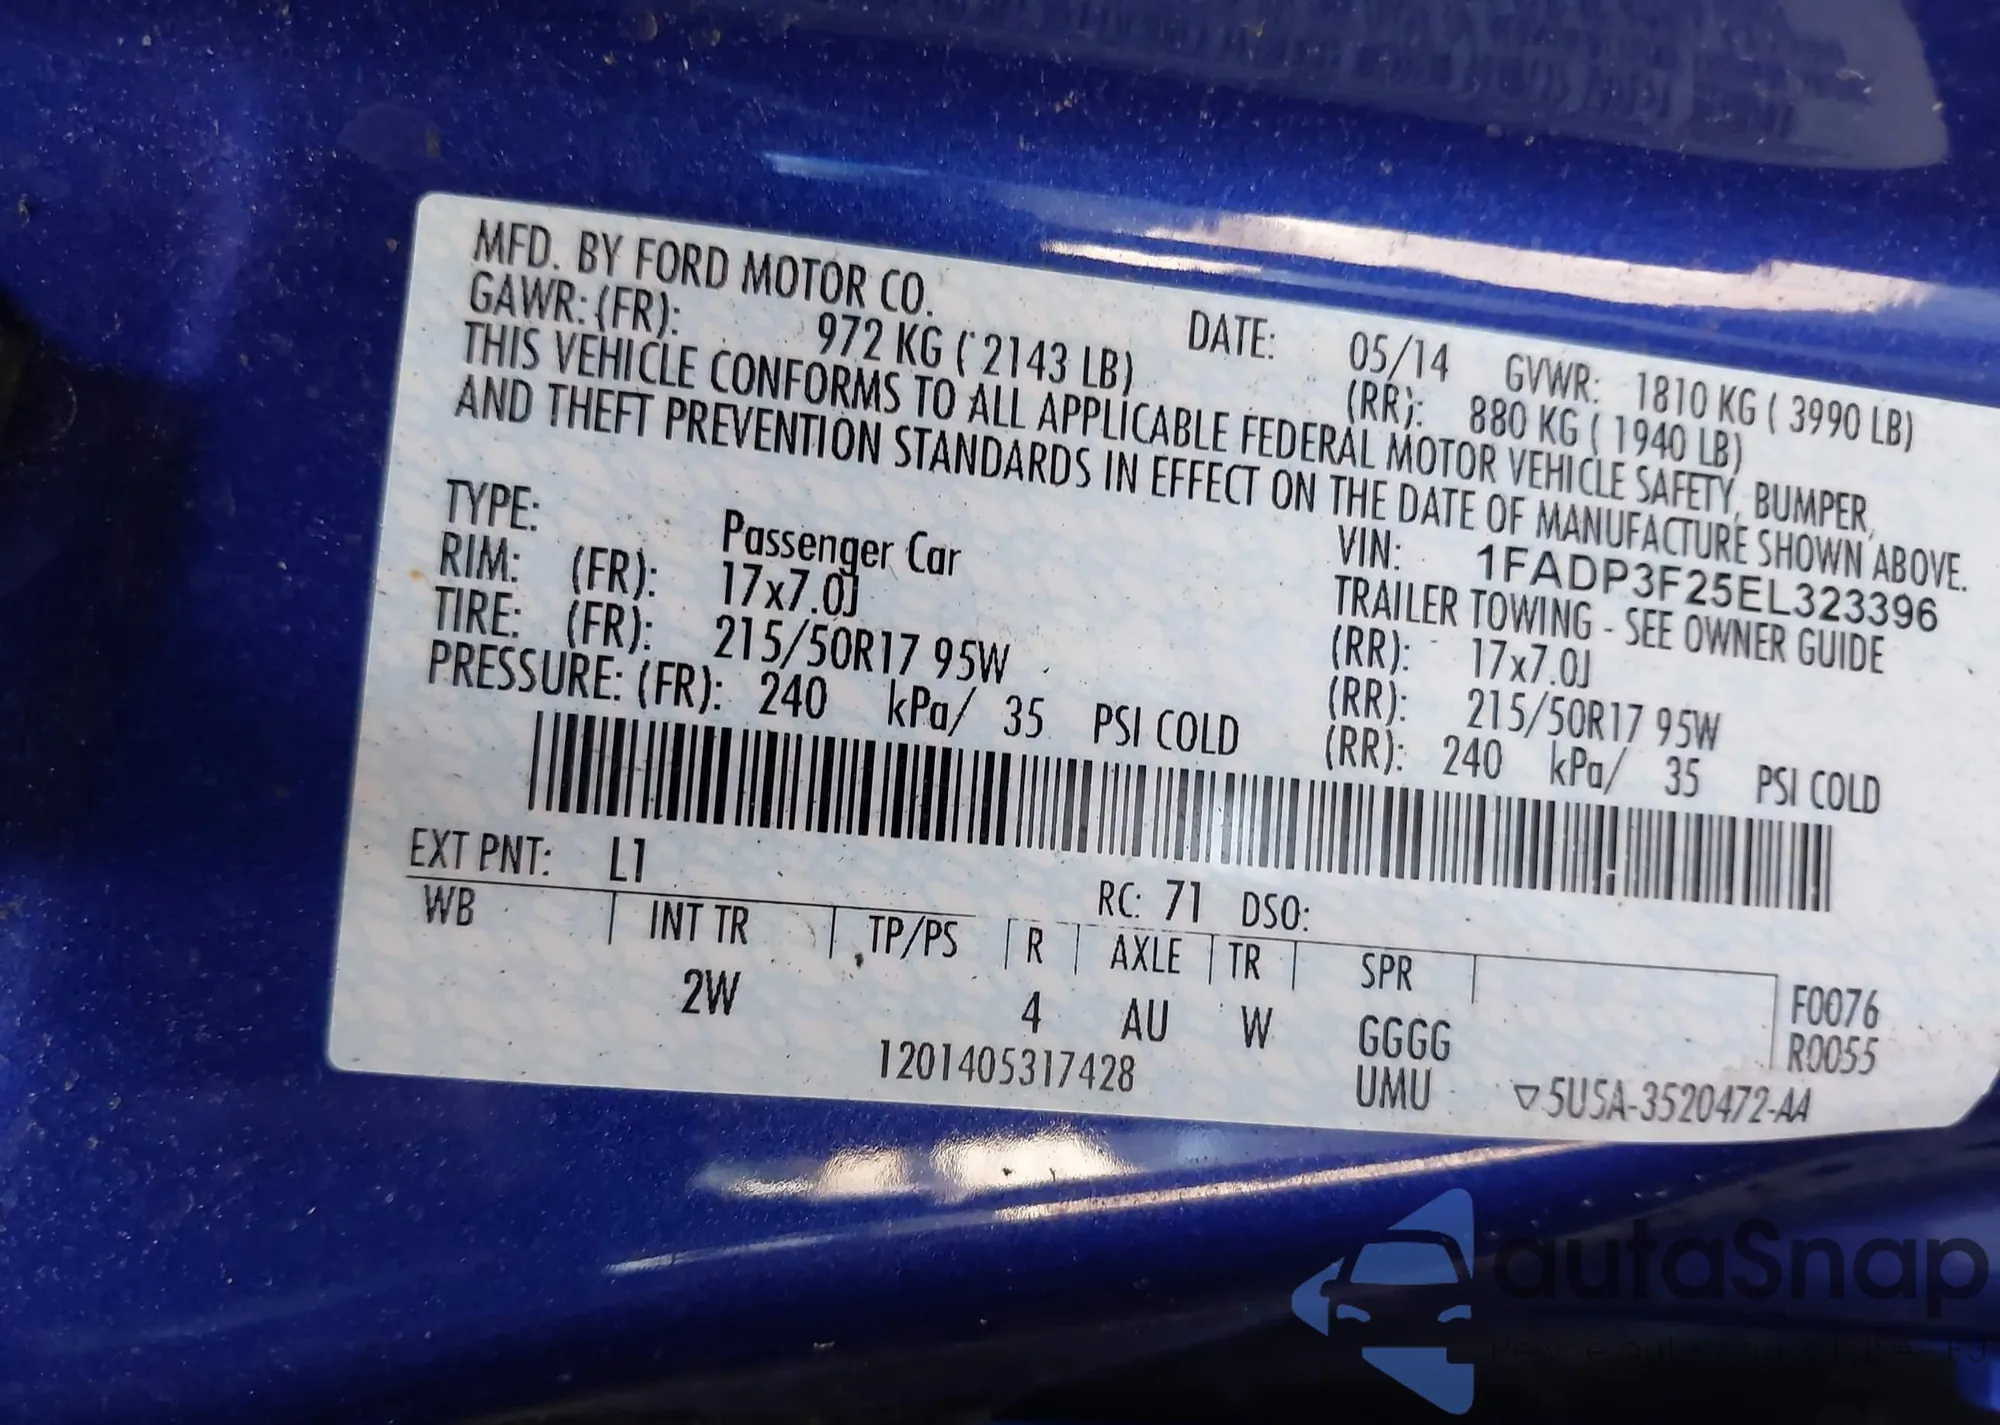 MFD. BY FORD MOTOR CO.
DATE: 05/14 GVWR: 1810 KG ( 3990 LB)
GAWR: (FR): 972 KG ( 2143 LB) (RR): 880 KG ( 1940 LB)
THIS VEHICLE CONFORMS TO ALL APPLICABLE FEDERAL MOTOR VEHICLE SAFETY, BUMPER,
AND THEFT PREVENTION STANDARDS IN EFFECT ON THE DATE OF MANUFACTURE SHOWN ABOVE.
VIN: 1FADP3F25EL323396
TYPE: Passenger Car TRAILER TOWING - SEE OWNER GUIDE
RIM: (FR): 17x7.0J (RR): 17x7.0J
TIRE: (FR): 215/50R17 95W (RR): 215/50R17 95W
PRESSURE: (FR): 240 kPa/ 35 PSI COLD (RR): 240 kPa/ 35 PSI COLD
EXT PNT: L1 RC: 71 DSO:
WB INT TR TP/PS R AXLE TR SPR F0076
2W 4 AU W GGGG R0055
1201405317428 UMU ▽5U5A-3520472-AA
autaSnap